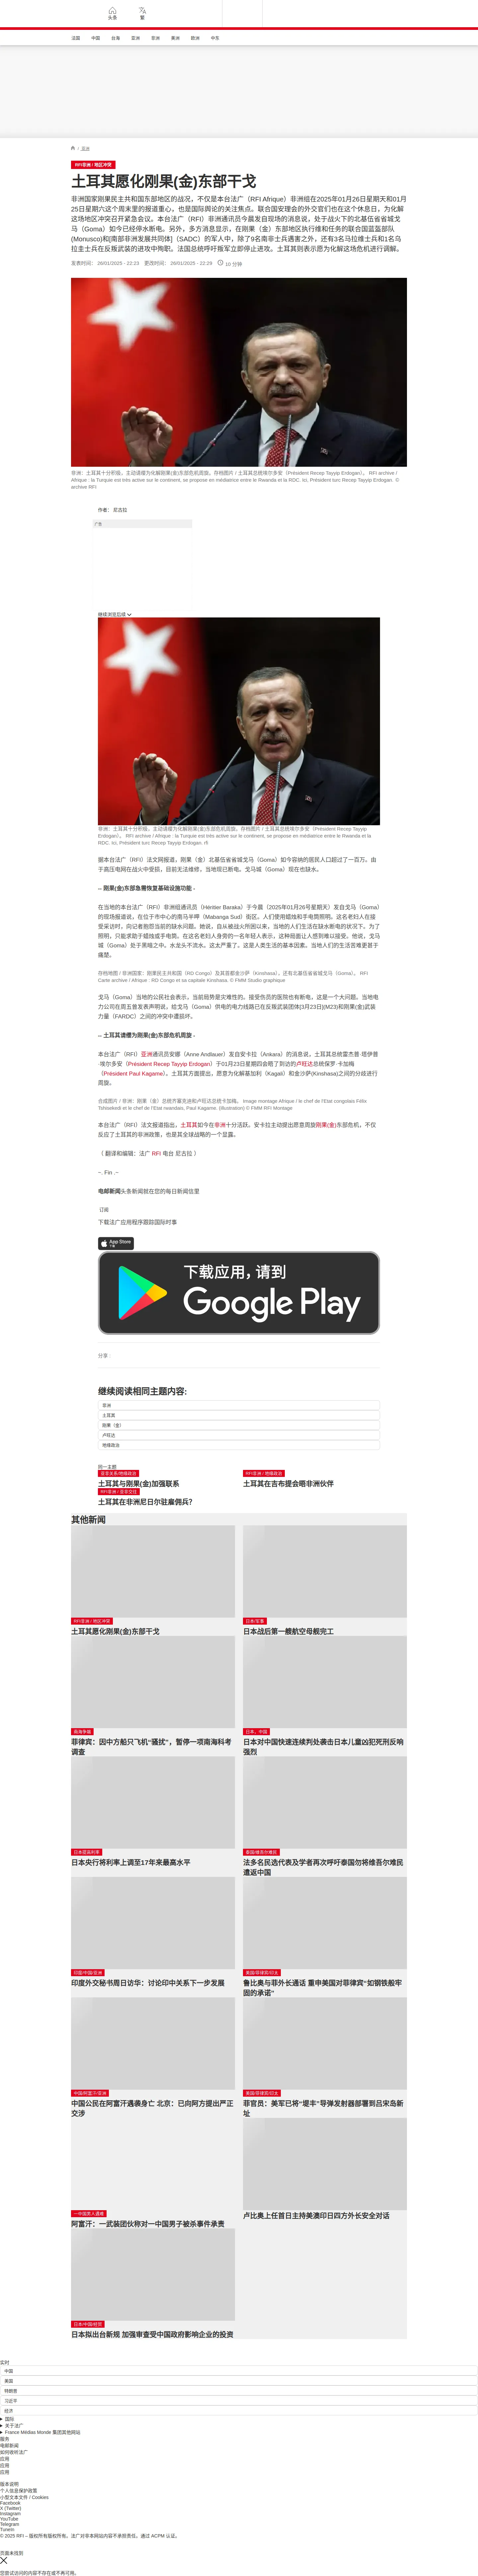 头条
繁
法国
中国
台海
亚洲
非洲
美洲
欧洲
中东
/ 亚洲
RFI非洲 / 地区冲突
土耳其愿化刚果(金)东部干戈
非洲国家刚果民主共和国东部地区的战况，不仅是本台法广（RFI Afrique）非洲组在2025年01月26日星期天和01月25日星期六这个周末里的报道重心，也是国际舆论的关注焦点。联合国安理会的外交官们也在这个休息日，为化解这场地区冲突召开紧急会议。本台法广（RFI）非洲通讯员今晨发自现场的消息说，处于战火下的北基伍省省城戈马（Goma）如今已经停水断电。另外，多方消息显示，在刚果（金）东部地区执行维和任务的联合国蓝盔部队(Monusco)和[南部非洲发展共同体]（SADC）的军人中，除了9名南非士兵遇害之外，还有3名马拉维士兵和1名乌拉圭士兵在反叛武装的进攻中殉职。法国总统呼吁叛军立即停止进攻。土耳其则表示愿为化解这场危机进行调解。
发表时间： 26/01/2025 - 22:23 更改时间： 26/01/2025 - 22:29 10 分钟
非洲：土耳其十分积极，主动请缨为化解刚果(金)东部危机周旋。存档图片 / 土耳其总统埃尔多安（Président Recep Tayyip Erdogan）。 RFI archive / Afrique : la Turquie est très active sur le continent, se propose en médiatrice entre le Rwanda et la RDC. Ici, Président turc Recep Tayyip Erdogan. © archive RFI
作者： 尼古拉
广告
继续浏览后续
非洲：土耳其十分积极，主动请缨为化解刚果(金)东部危机周旋。存档图片 / 土耳其总统埃尔多安（Président Recep Tayyip Erdogan）。 RFI archive / Afrique : la Turquie est très active sur le continent, se propose en médiatrice entre le Rwanda et la RDC. Ici, Président turc Recep Tayyip Erdogan. rfi
据本台法广（RFI）法文网报道，刚果（金）北基伍省省城戈马（Goma）如今容纳的居民人口超过了一百万。由于高压电网在战火中受损，目前无法维修，当地现已断电。戈马城（Goma）现在也缺水。
-- 刚果(金)东部急需恢复基础设施功能 -
在当地的本台法广（RFI）非洲组通讯员（Héritier Baraka）于今晨（2025年01月26号星期天）发自戈马（Goma）的现场报道说，在位于市中心的南马半呷（Mabanga Sud）街区。人们使用蜡烛和手电筒照明。这名老妇人在接受采访时，向记者抱怨当前的缺水问题。她说，自从被战火所困以来，当地的人们生活在缺水断电的状况下。为了照明，只能求助于蜡烛或手电筒。在这名老妇人身旁的一名年轻人表示，这种局面让人感到难以接受。他说，戈马城（Goma）处于黑暗之中、水龙头不流水。这太严重了。这是人类生活的基本因素。当地人们的生活苦难更甚于痛楚。
存档地图 / 非洲国家：刚果民主共和国（RD Congo）及其首都金沙萨（Kinshasa），还有北基伍省省城戈马（Goma）。 RFI Carte archive / Afrique : RD Congo et sa capitale Kinshasa. © FMM Studio graphique
戈马（Goma）当地的公民社会表示，当前局势是灾难性的。接受伤员的医院也有断电，这是一个大问题。当地电力公司在周五曾发表声明说，给戈马（Goma）供电的电力线路已在反叛武装团体[3月23日](M23)和刚果(金)武装力量（FARDC）之间的冲突中遭损坏。
-- 土耳其请缨为刚果(金)东部危机周旋 -
本台法广（RFI）亚洲通讯员安娜（Anne Andlauer）发自安卡拉（Ankara）的消息说，土耳其总统雷杰普·塔伊普·埃尔多安（Président Recep Tayyip Erdogan）于01月23日星期四会晤了到访的卢旺达总统保罗·卡加梅（Président Paul Kagame）。土耳其方面提出，愿意为化解基加利（Kagali）和金沙萨(Kinshasa)之间的分歧进行周旋。
合成图片 / 非洲：刚果（金）总统齐塞克迪和卢旺达总统卡加梅。 Image montage Afrique / le chef de l'Etat congolais Félix Tshisekedi et le chef de l'Etat rwandais, Paul Kagame. (illustration) © FMM RFI Montage
本台法广（RFI）法文报道指出，土耳其如今在非洲十分活跃。安卡拉主动提出愿意周旋刚果(金)东部危机，不仅反应了土耳其的非洲政策，也是其全球战略的一个显露。
（ 翻译和编辑：法广 RFI 电台 尼古拉 ）
~. Fin .~
电邮新闻头条新闻就在您的每日新闻信里
订阅
下载法广应用程序跟踪国际时事
App Store
下载
下载应用，请到
Google Play
分享 :
继续阅读相同主题内容:
非洲
土耳其
刚果（金）
卢旺达
地缘政治
同一主题
亚非关系/地缘政治
土耳其与刚果(金)加强联系
RFI非洲 / 地缘政治
土耳其在吉布提会晤非洲伙伴
RFI非洲 / 亚非交往
土耳其在非洲尼日尔驻雇佣兵?
其他新闻
RFI非洲 / 地区冲突
土耳其愿化刚果(金)东部干戈
日本/军事
日本战后第一艘航空母舰完工
南海争端
菲律宾：因中方船只飞机“骚扰”，暂停一项南海科考调查
日本，中国
日本对中国快速连续判处袭击日本儿童凶犯死刑反响强烈
日本提高利率
日本央行将利率上调至17年来最高水平
泰国/维吾尔难民
法多名民选代表及学者再次呼吁泰国勿将维吾尔难民遣返中国
印度/中国/亚洲
印度外交秘书周日访华：讨论印中关系下一步发展
美国/菲律宾/印太
鲁比奥与菲外长通话 重申美国对菲律宾“如钢铁般牢固的承诺”
中国/阿富汗/亚洲
中国公民在阿富汗遇袭身亡 北京：已向阿方提出严正交涉
美国/菲律宾/印太
菲官员：美军已将“堤丰”导弹发射器部署到吕宋岛新址
一中国男人遇难
阿富汗：一武装团伙称对一中国男子被杀事件承责
卢比奥上任首日主持美澳印日四方外长安全对话
日本/中国/经贸
日本拟出台新规 加强审查受中国政府影响企业的投资
实时
中国
美国
特朗普
习近平
经济
国际
关于法广
France Médias Monde 集团其他网站
服务
电邮新闻
如何收听法广
应用
应用
应用
版本说明
个人信息保护政策
小型文本文件 / Cookies
Facebook
X (Twitter)
Instagram
YouTube
Telegram
TuneIn
© 2025 RFI – 版权所有版权所有。法广对非本网站内容不承担责任。通过 ACPM 认证。
页面未找到
您尝试访问的内容不存在或不再可用。